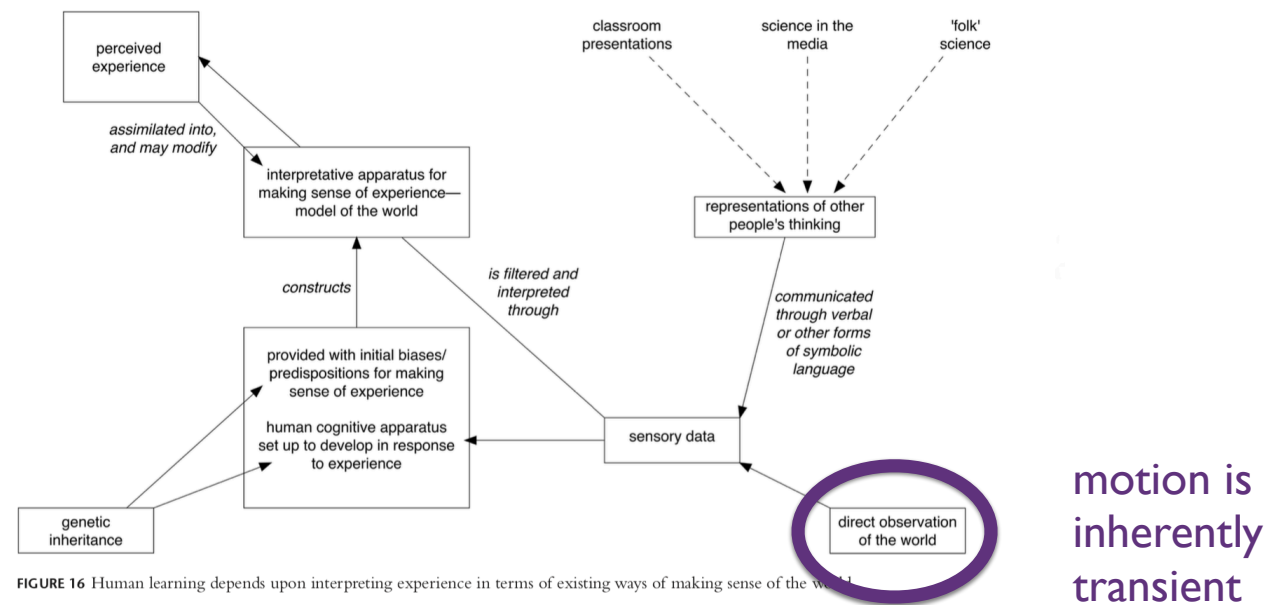 perceived
experience
classroom
presentations
science in the
media
'folk'
science
assimilated into,
and may modify
interpretative apparatus for
making sense of experience—
model of the world
representations of other
people's thinking
is filtered and
interpreted
through
constructs
communicated
through verbal
or other forms
of symbolic
language
provided with initial biases/
predispositions for making
sense of experience
human cognitive apparatus
set up to develop in response
to experience
sensory data
genetic
inheritance
direct observation
of the world
motion is
inherently
transient
FIGURE 16 Human learning depends upon interpreting experience in terms of existing ways of making sense of the